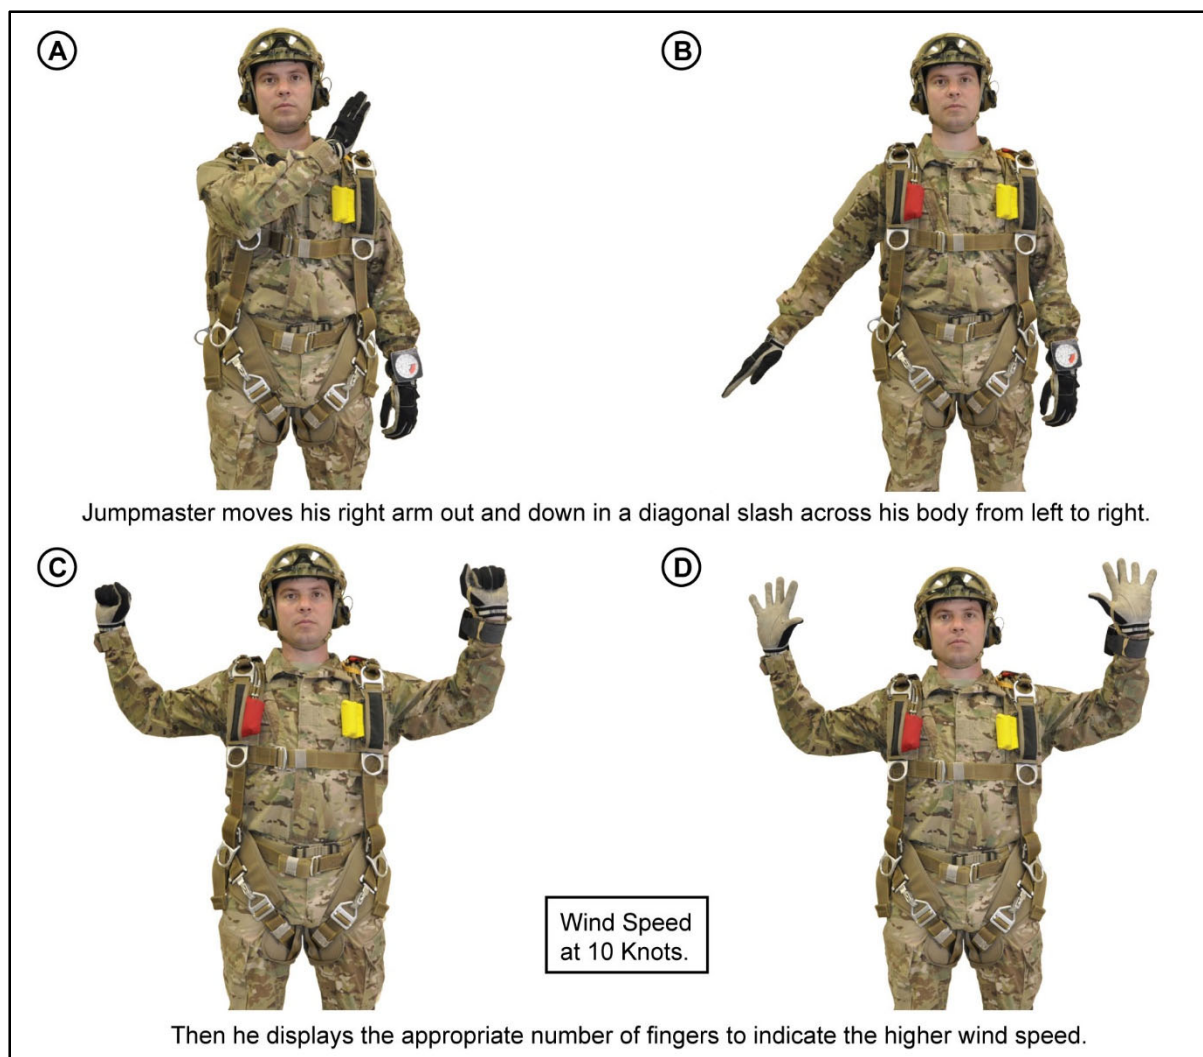 A
B
Jumpmaster moves his right arm out and down in a diagonal slash across his body from left to right.
C
D
Wind Speed
at 10 Knots.
Then he displays the appropriate number of fingers to indicate the higher wind speed.